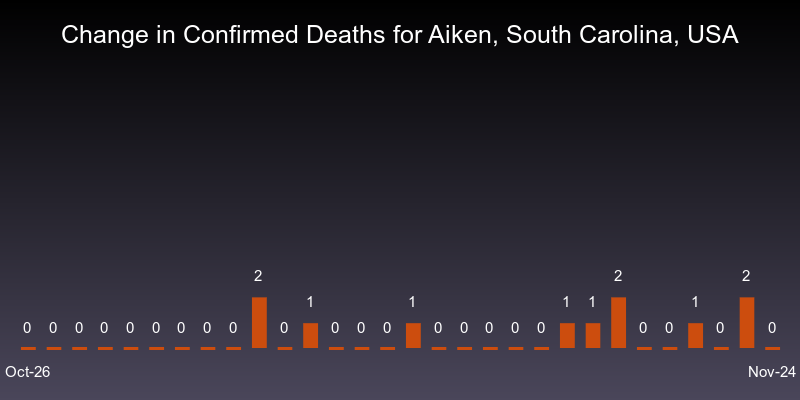 Change in Confirmed Deaths for Aiken, South Carolina, USA
0 0 0 0 0 0 0 0 0 2 0 1 0 0 0 1 0 0 0 0 0 1 1 2 0 0 1 0 2 0
Oct-26 Nov-24